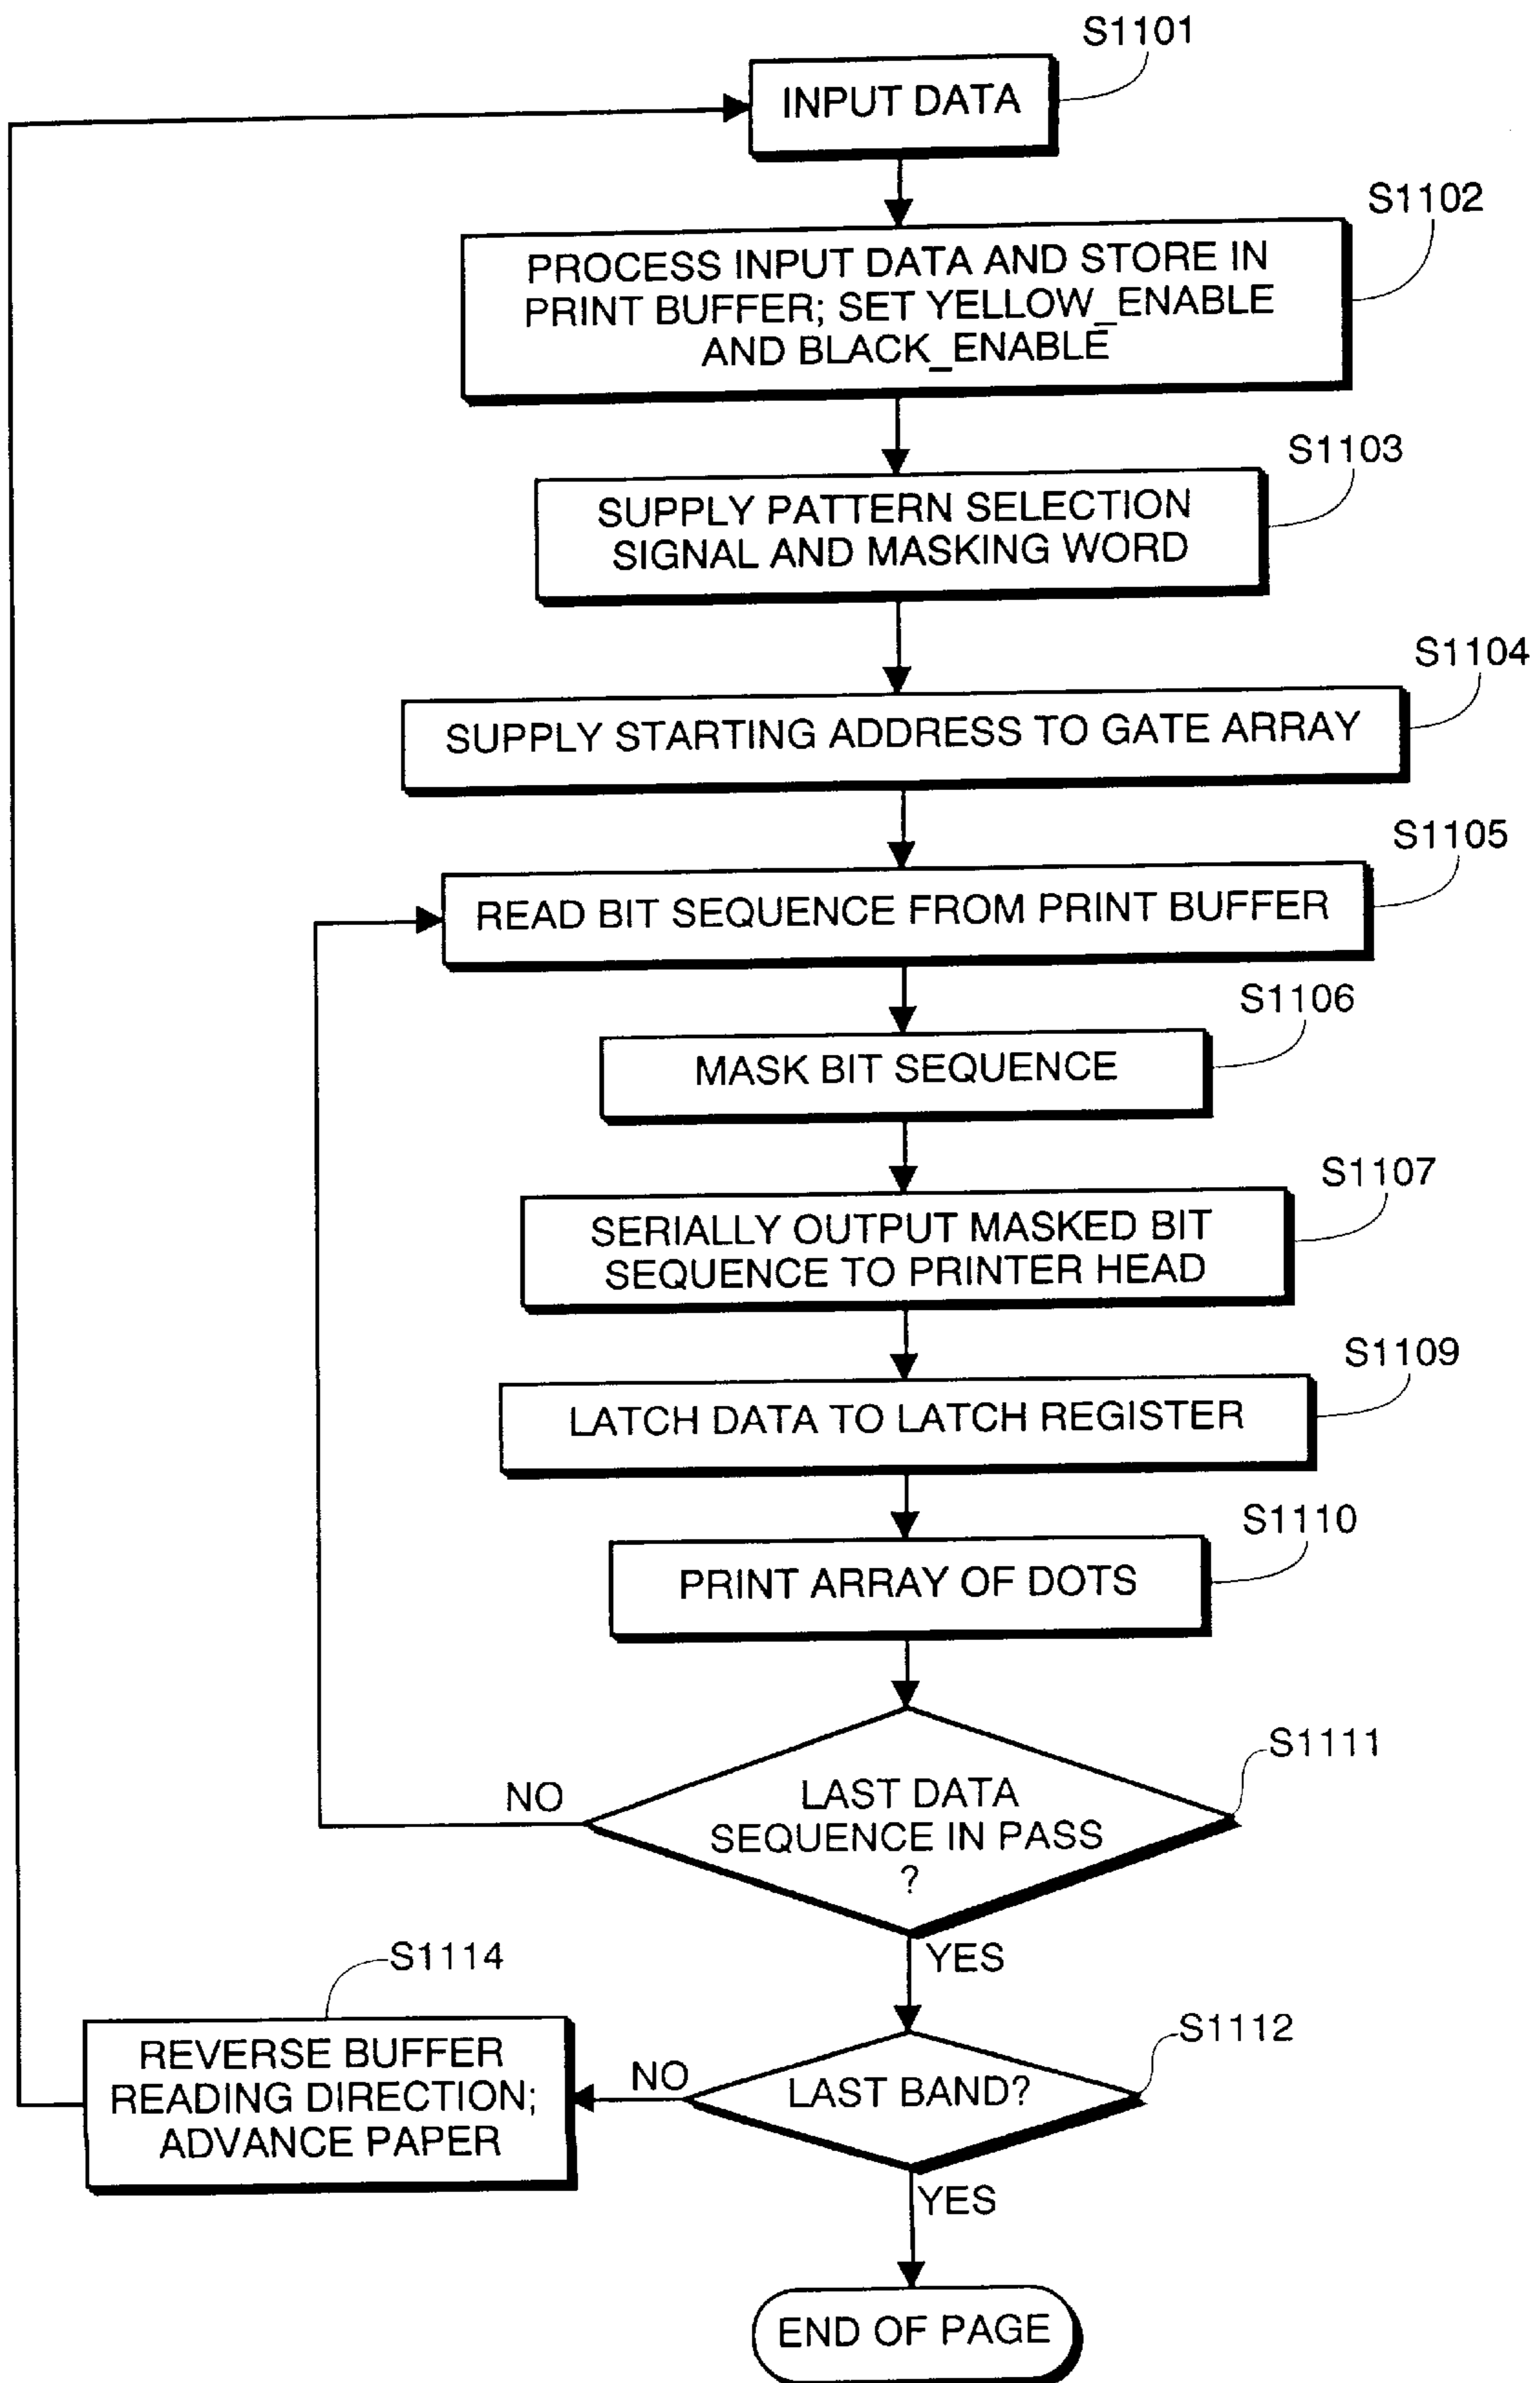 S1101
INPUT DATA
S1102
PROCESS INPUT DATA AND STORE IN
PRINT BUFFER; SET YELLOW_ENABLE
AND BLACK_ENABLE
S1103
SUPPLY PATTERN SELECTION
SIGNAL AND MASKING WORD
S1104
SUPPLY STARTING ADDRESS TO GATE ARRAY
S1105
READ BIT SEQUENCE FROM PRINT BUFFER
S1106
MASK BIT SEQUENCE
S1107
SERIALLY OUTPUT MASKED BIT
SEQUENCE TO PRINTER HEAD
S1109
LATCH DATA TO LATCH REGISTER
S1110
PRINT ARRAY OF DOTS
S1111
NO
LAST DATA
SEQUENCE IN PASS
?
YES
S1114
REVERSE BUFFER
READING DIRECTION;
ADVANCE PAPER
NO
S1112
LAST BAND?
YES
END OF PAGE